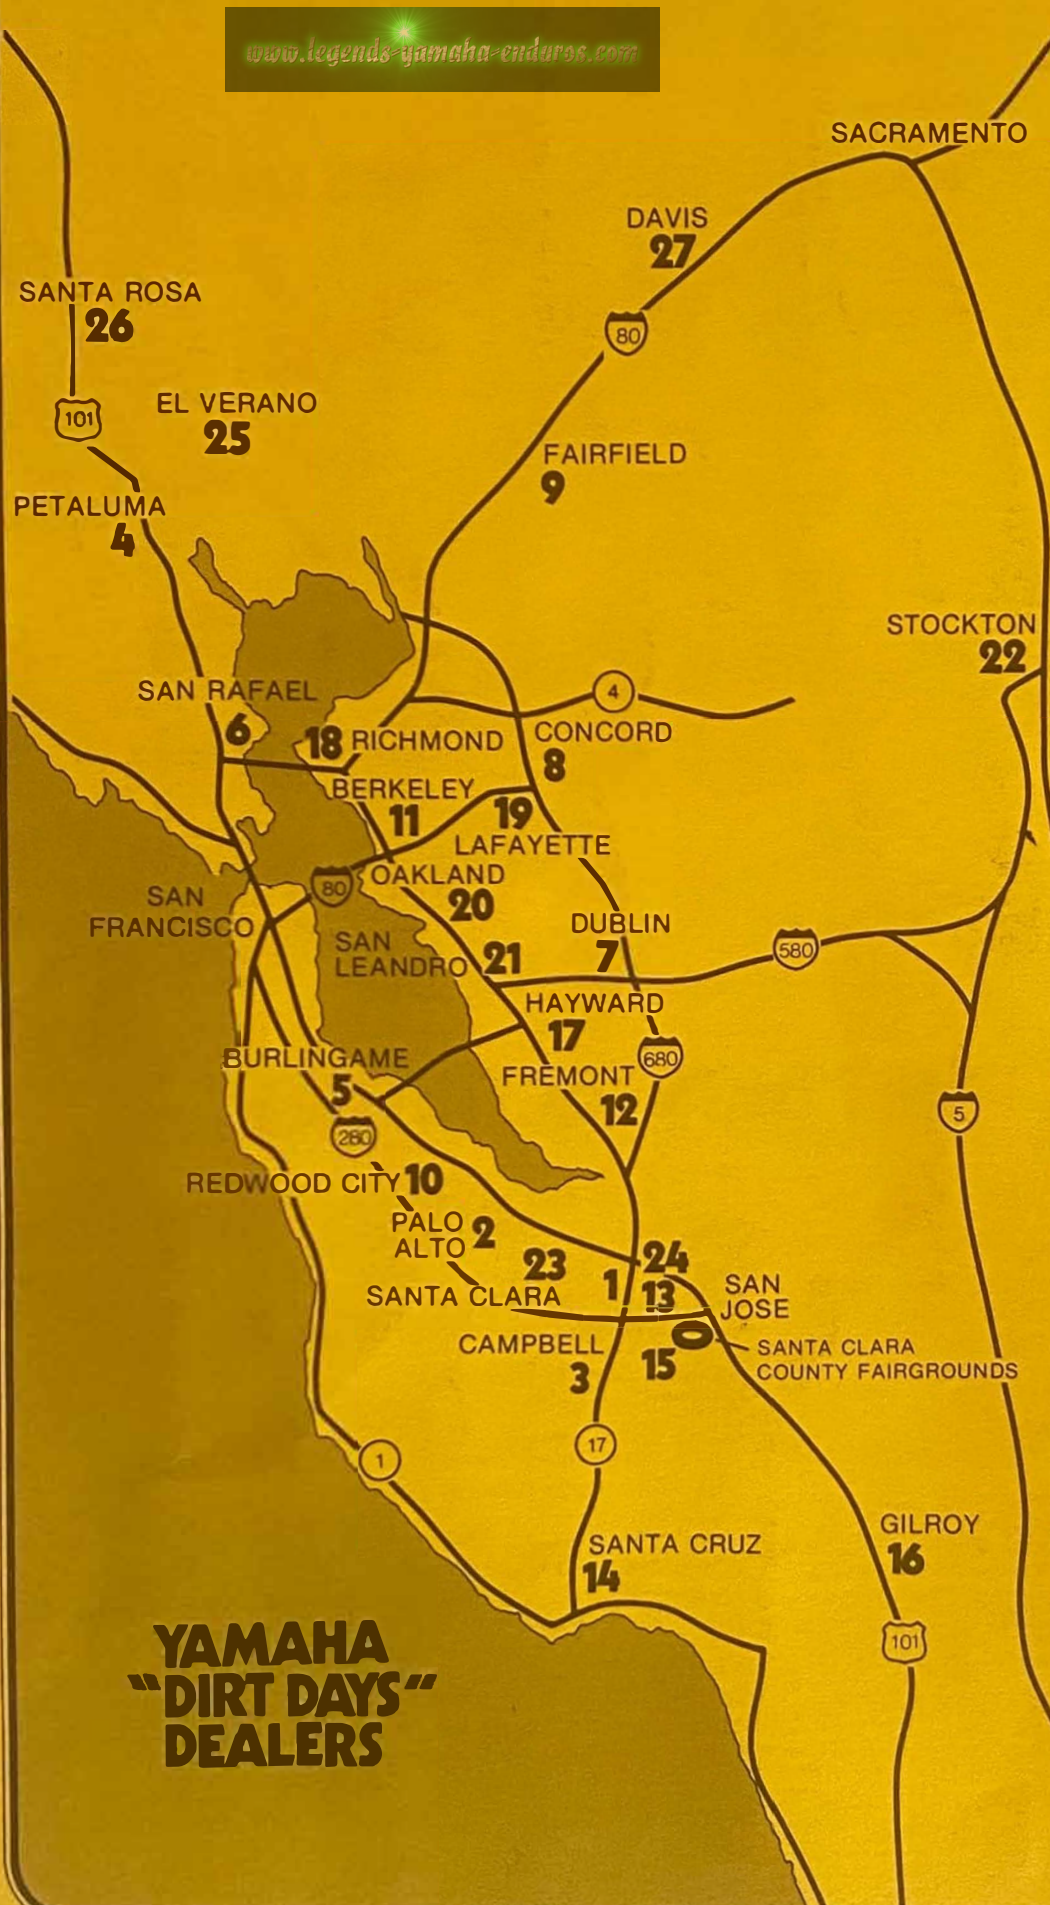 www.legends-yamaha-enduros.com
SACRAMENTO
DAVIS
27
80
SANTA ROSA
26
101
EL VERANO
25
FAIRFIELD
9
PETALUMA
4
STOCKTON
22
SAN RAFAEL
6
4
18 RICHMOND
CONCORD
8
BERKELEY
11
19
LAFAYETTE
80
OAKLAND
20
SAN
FRANCISCO
DUBLIN
7
580
SAN
LEANDRO 21
HAYWARD
17
680
BURLINGAME
5
FREMONT
12
5
280
REDWOOD CITY 10
PALO
ALTO 2
23
24
1
13
SANTA CLARA
SAN
JOSE
CAMPBELL
3
15
SANTA CLARA
COUNTY FAIRGROUNDS
17
1
GILROY
16
SANTA CRUZ
14
101
YAMAHA
"DIRT DAYS"
DEALERS